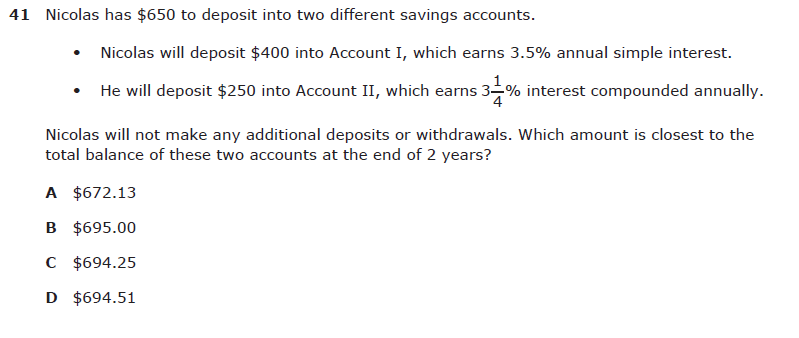 41 Nicolas has $650 to deposit into two different savings accounts.
• Nicolas will deposit $400 into Account I, which earns 3.5% annual simple interest.
• He will deposit $250 into Account II, which earns 3 1/4% interest compounded annually.
Nicolas will not make any additional deposits or withdrawals. Which amount is closest to the
total balance of these two accounts at the end of 2 years?
A $672.13
B $695.00
C $694.25
D $694.51